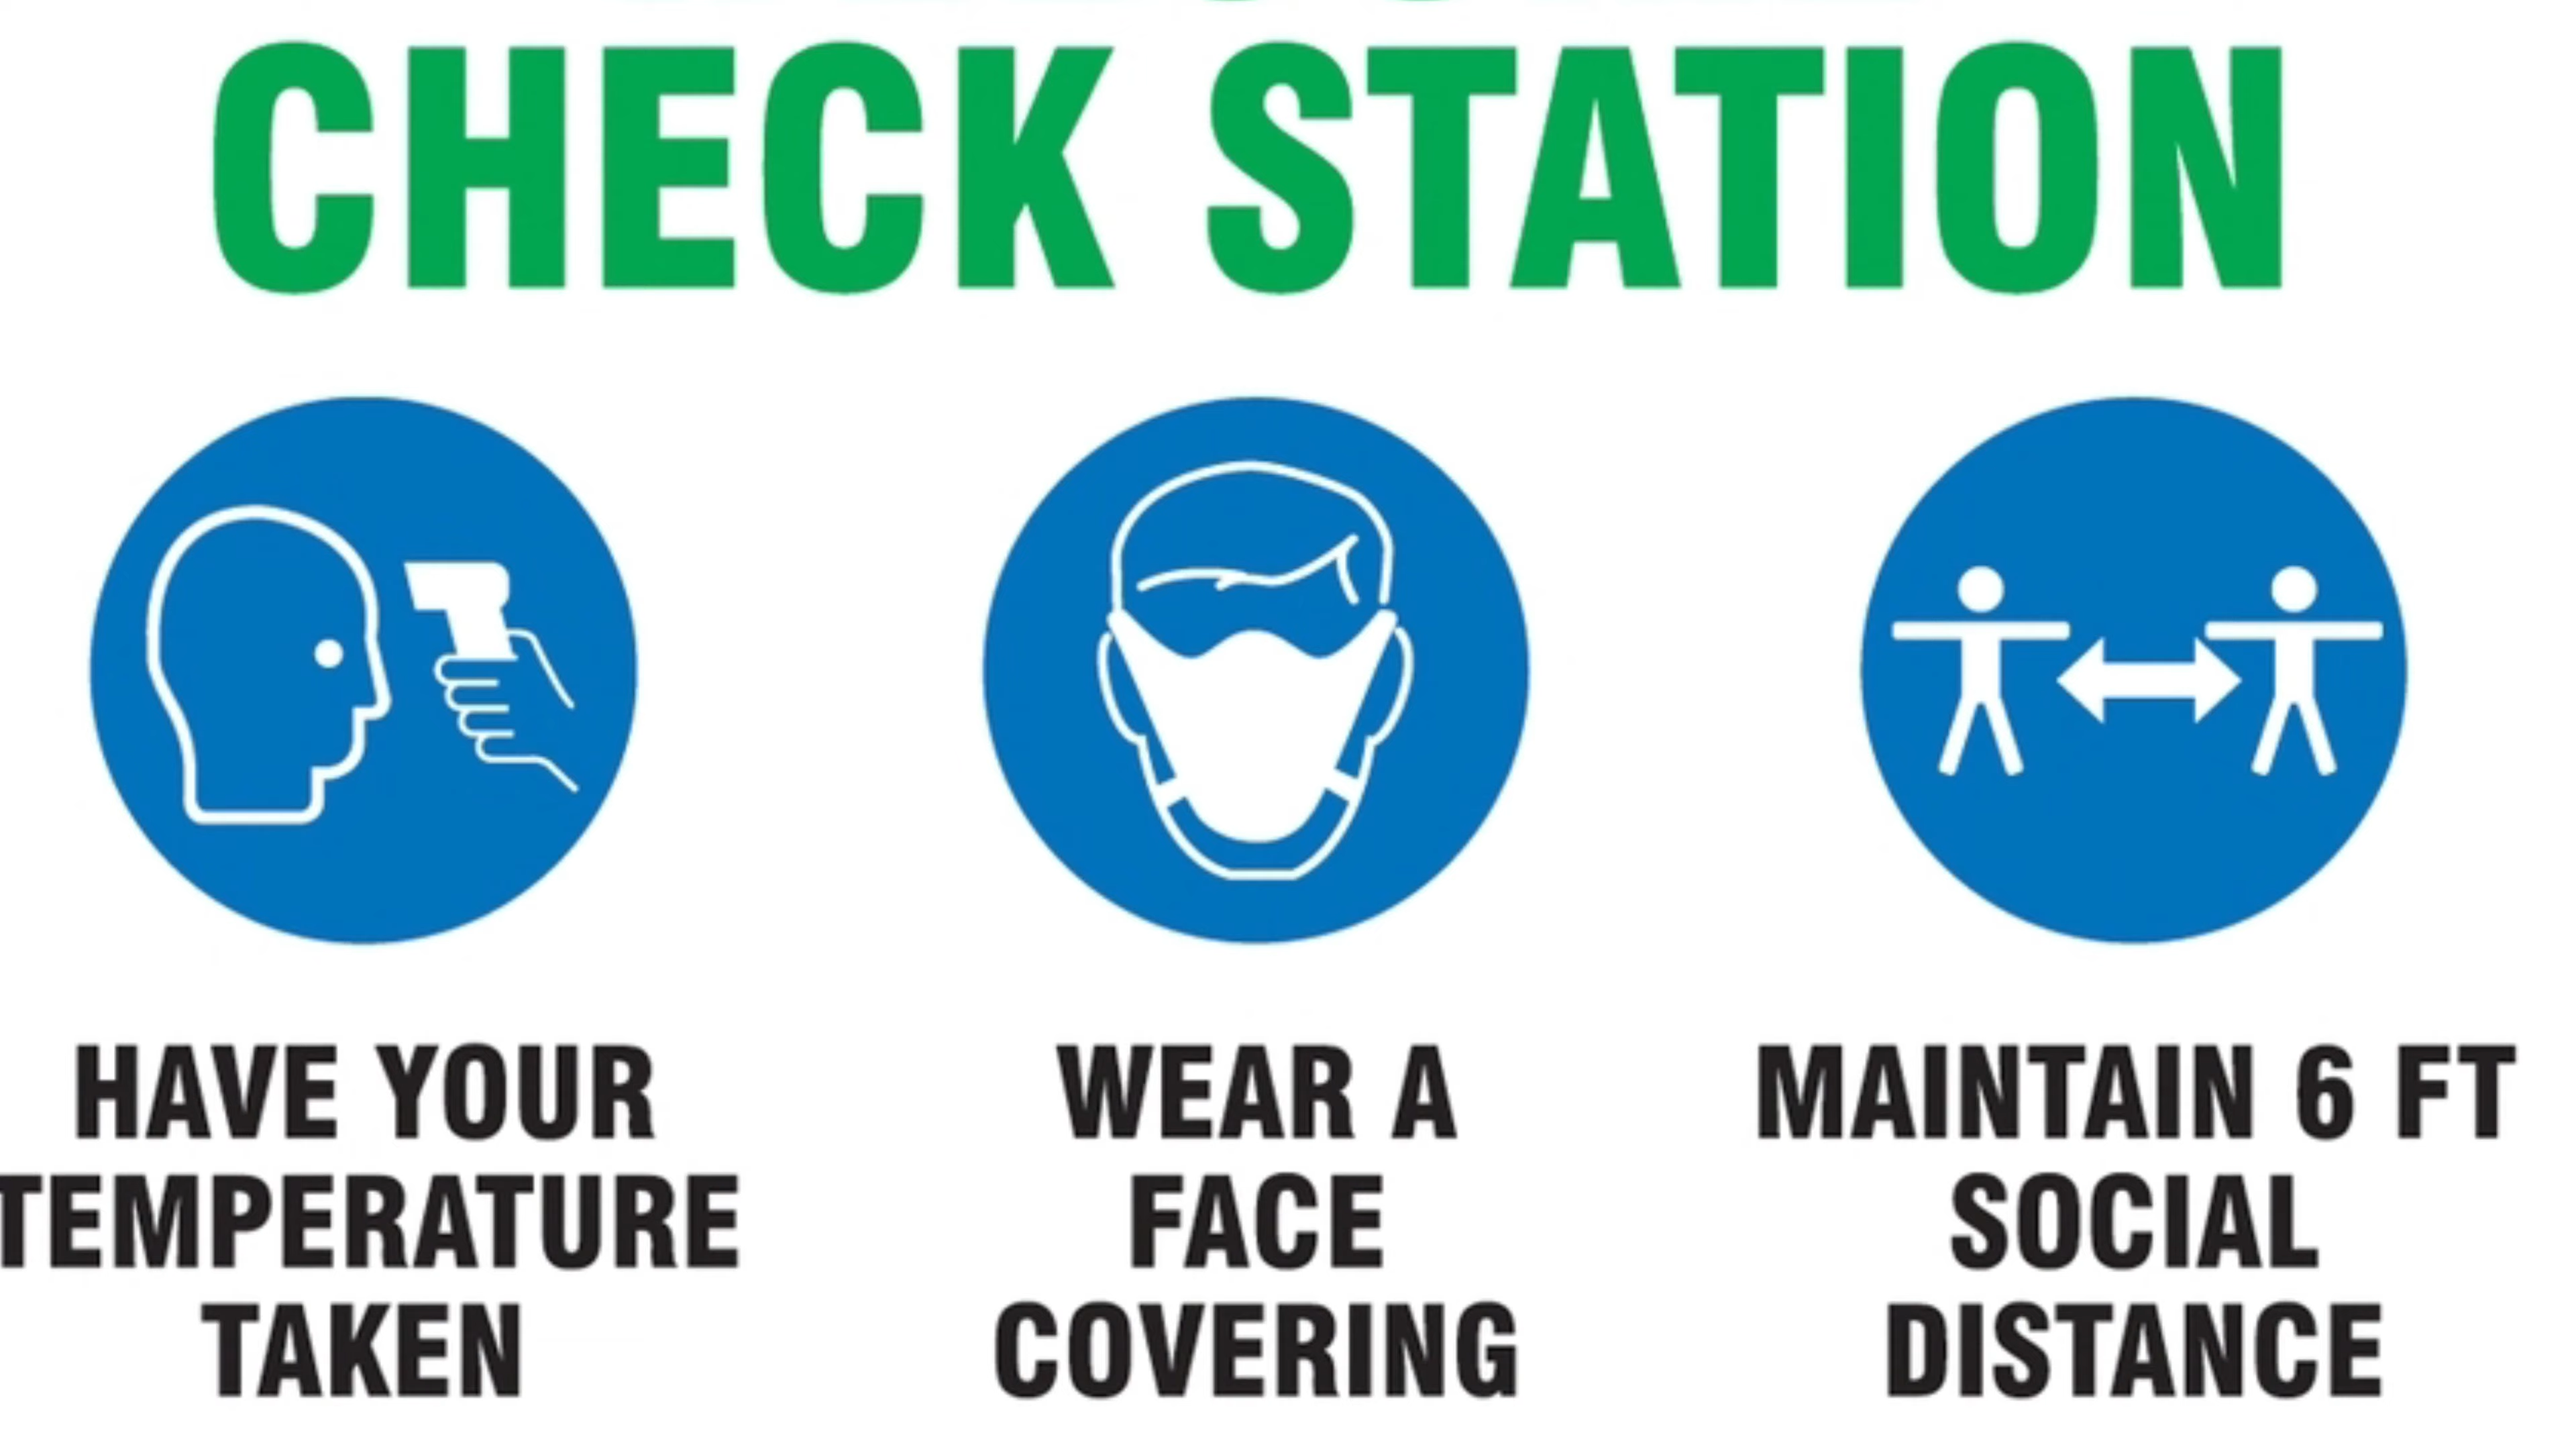 CHECK STATION
HAVE YOUR
TEMPERATURE
TAKEN
WEAR A
FACE
COVERING
MAINTAIN 6 FT
SOCIAL
DISTANCE